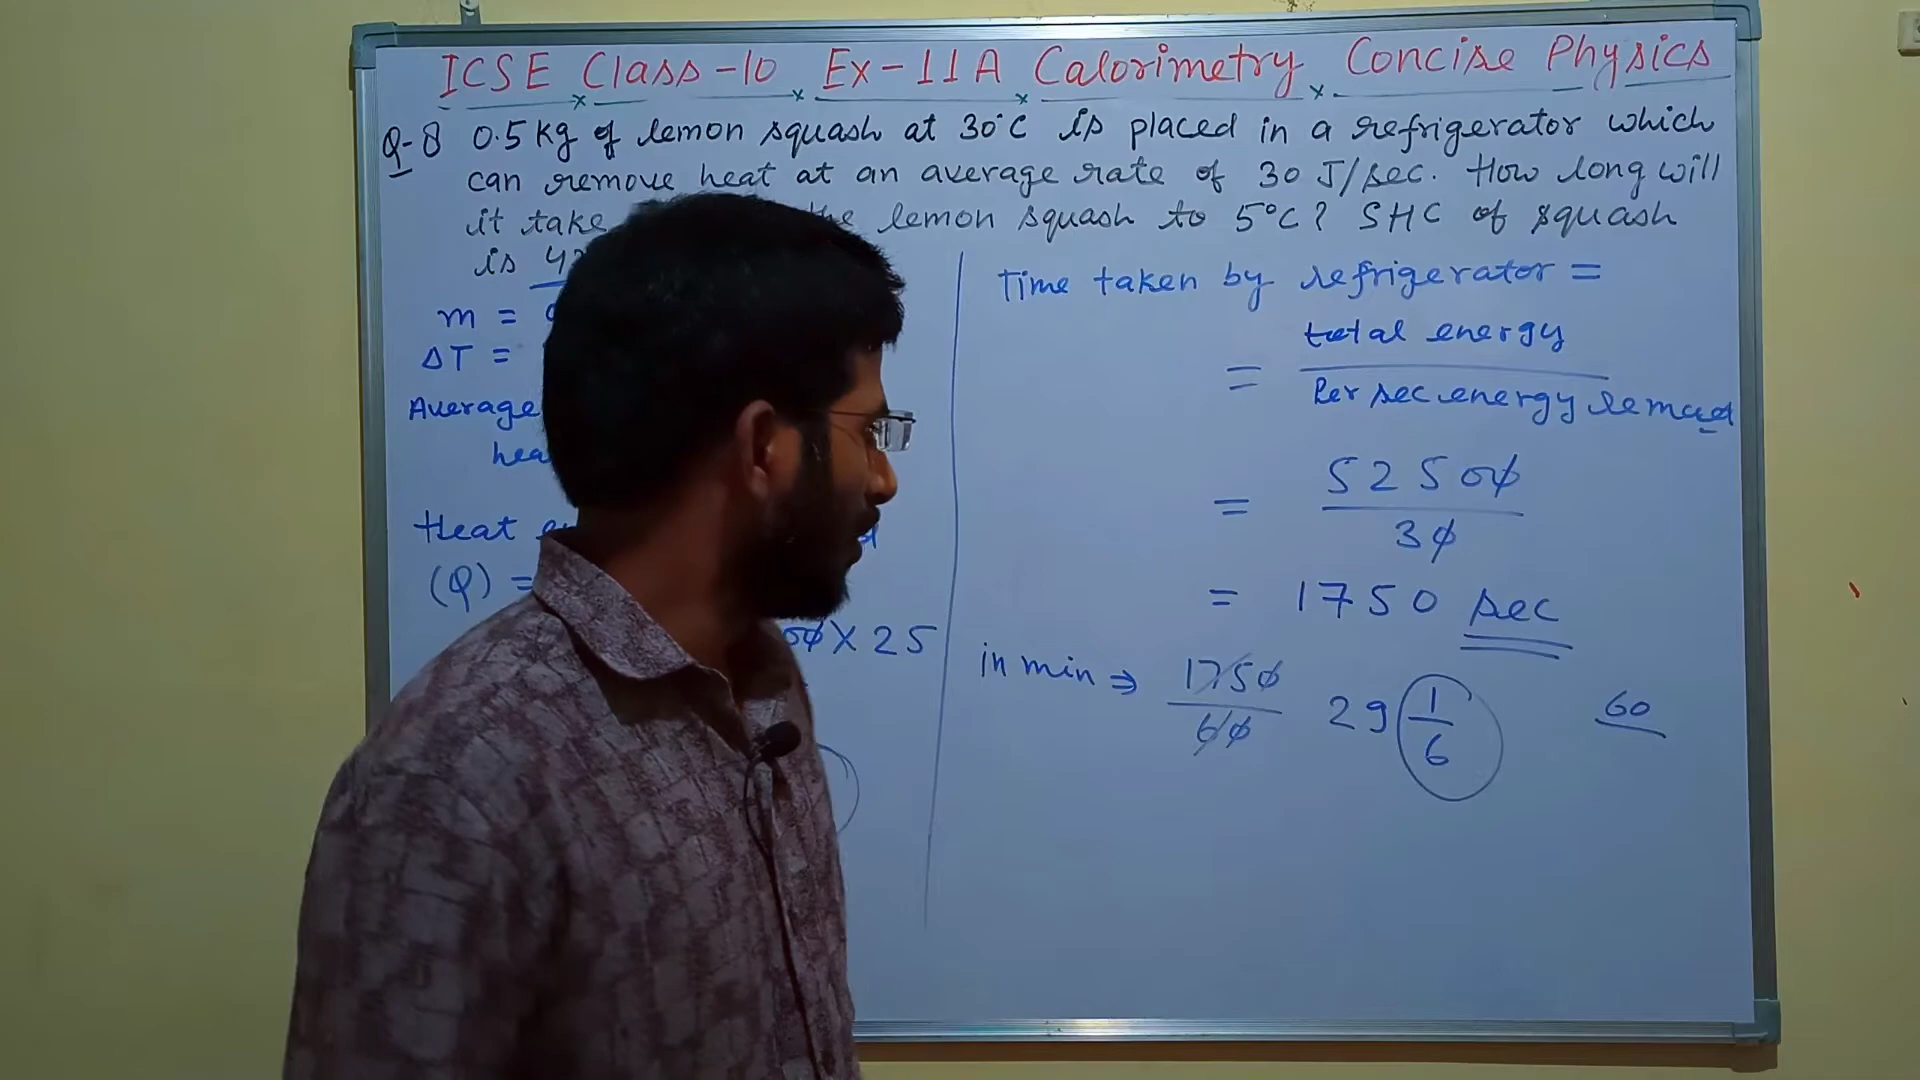 ICSE Class-10 Ex-11A Calorimetry Concise Physics
Q-8 0.5 kg of lemon squash at 30°C is placed in a refrigerator which
can remove heat at an average rate of 30 J/sec. How long will
it take lemon squash to 5°C? SHC of squash
is
m =
ΔT =
Average
Heat
(Q) =
X 25
Time taken by refrigerator =
total energy
= Per sec energy
= 52500
30
= 1750 sec
in min ⇒ 1750 29 1 60
60 6